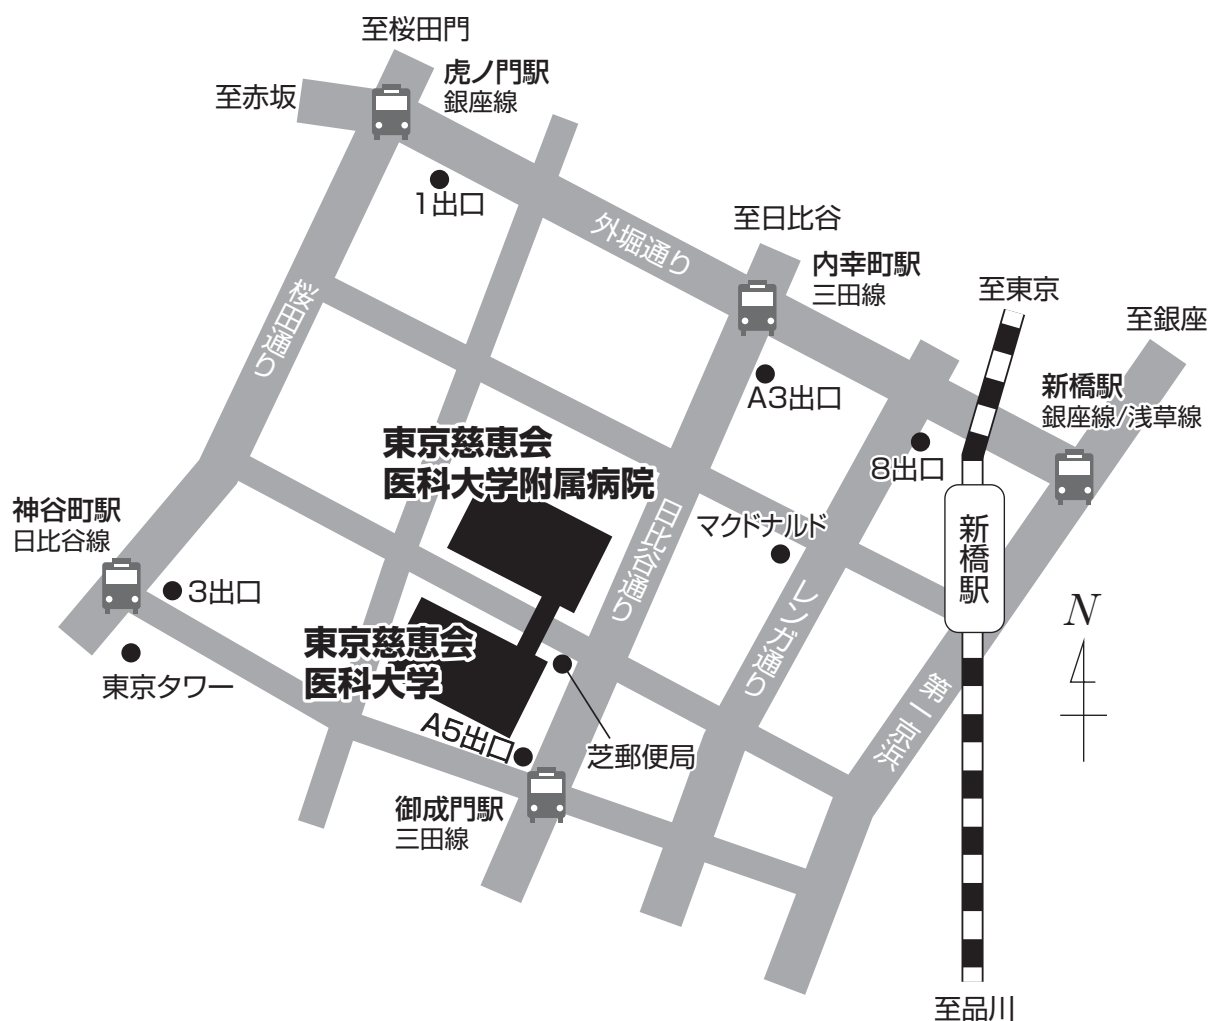 至桜田門
虎ノ門駅
銀座線
至赤坂
1出口
至日比谷
外堀通り
内幸町駅
三田線
至東京
至銀座
桜田通り
新橋駅
銀座線/浅草線
A3出口
東京慈恵会
医科大学附属病院
8出口
神谷町駅
日比谷線
日比谷通り
マクドナルド
新橋駅
3出口
レンガ通り
N
東京慈恵会
医科大学
東京タワー
第一京浜
A5出口
芝郵便局
御成門駅
三田線
至品川